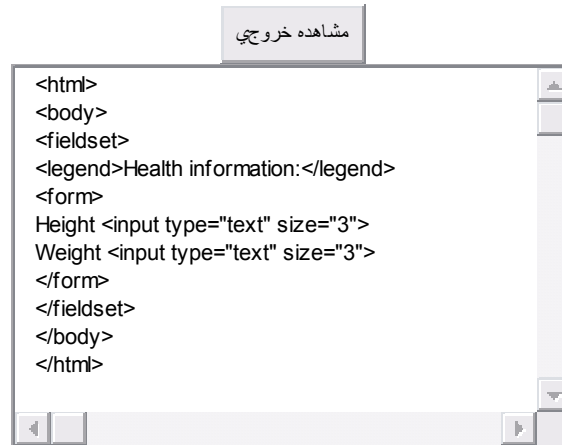 مشاهده خروجي
<html>
<body>
<fieldset>
<legend>Health information:</legend>
<form>
Height <input type="text" size="3">
Weight <input type="text" size="3">
</form>
</fieldset>
</body>
</html>